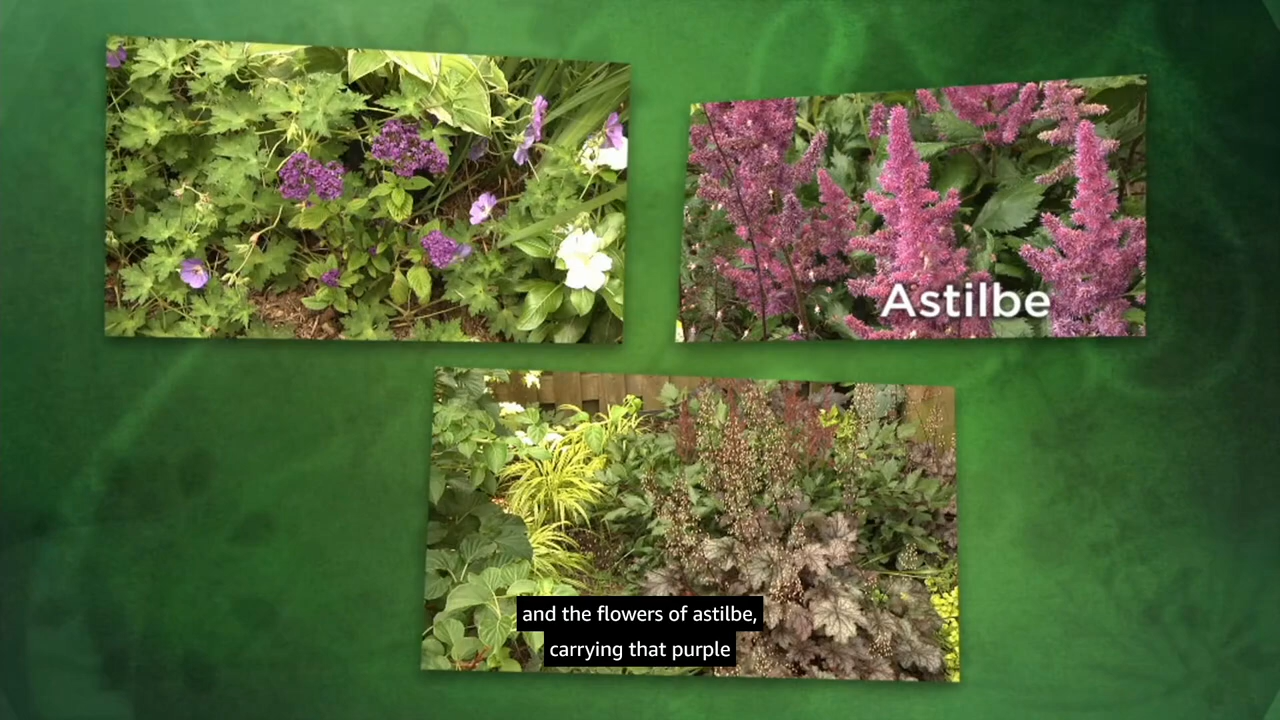 Astilbe
and the flowers of astilbe,
carrying that purple